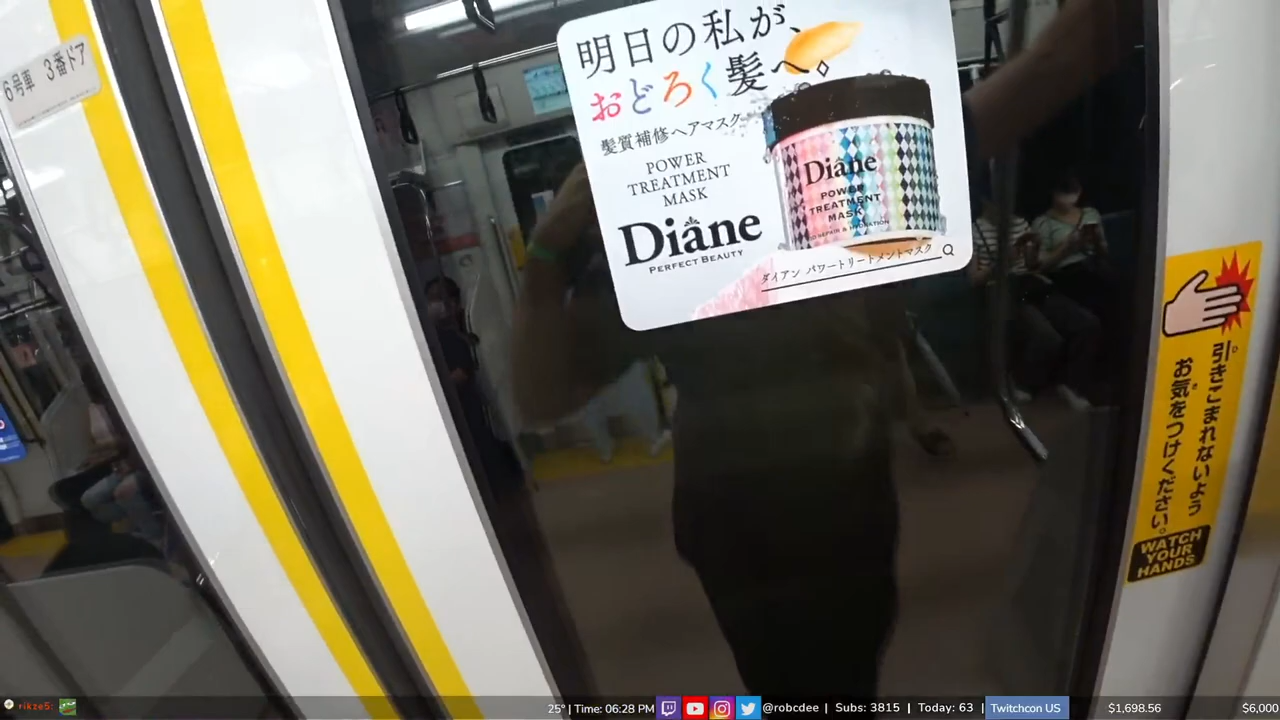 6号車 3番ドア
明日の私が、
おどろく髪へ。
髪質補修ヘアマスク
POWER
TREATMENT
MASK
Diane
PERFECT BEAUTY
Diane
POWER
TREATMENT
MASK
ダイアン パワートリートメントマスク
引きこまれないよう
お気をつけください。
WATCH
YOUR
HANDS
rikze5:
25° | Time: 06:28 PM @robcdee | Subs: 3815 | Today: 63 | Twitchcon US $1,698.56 $6,000